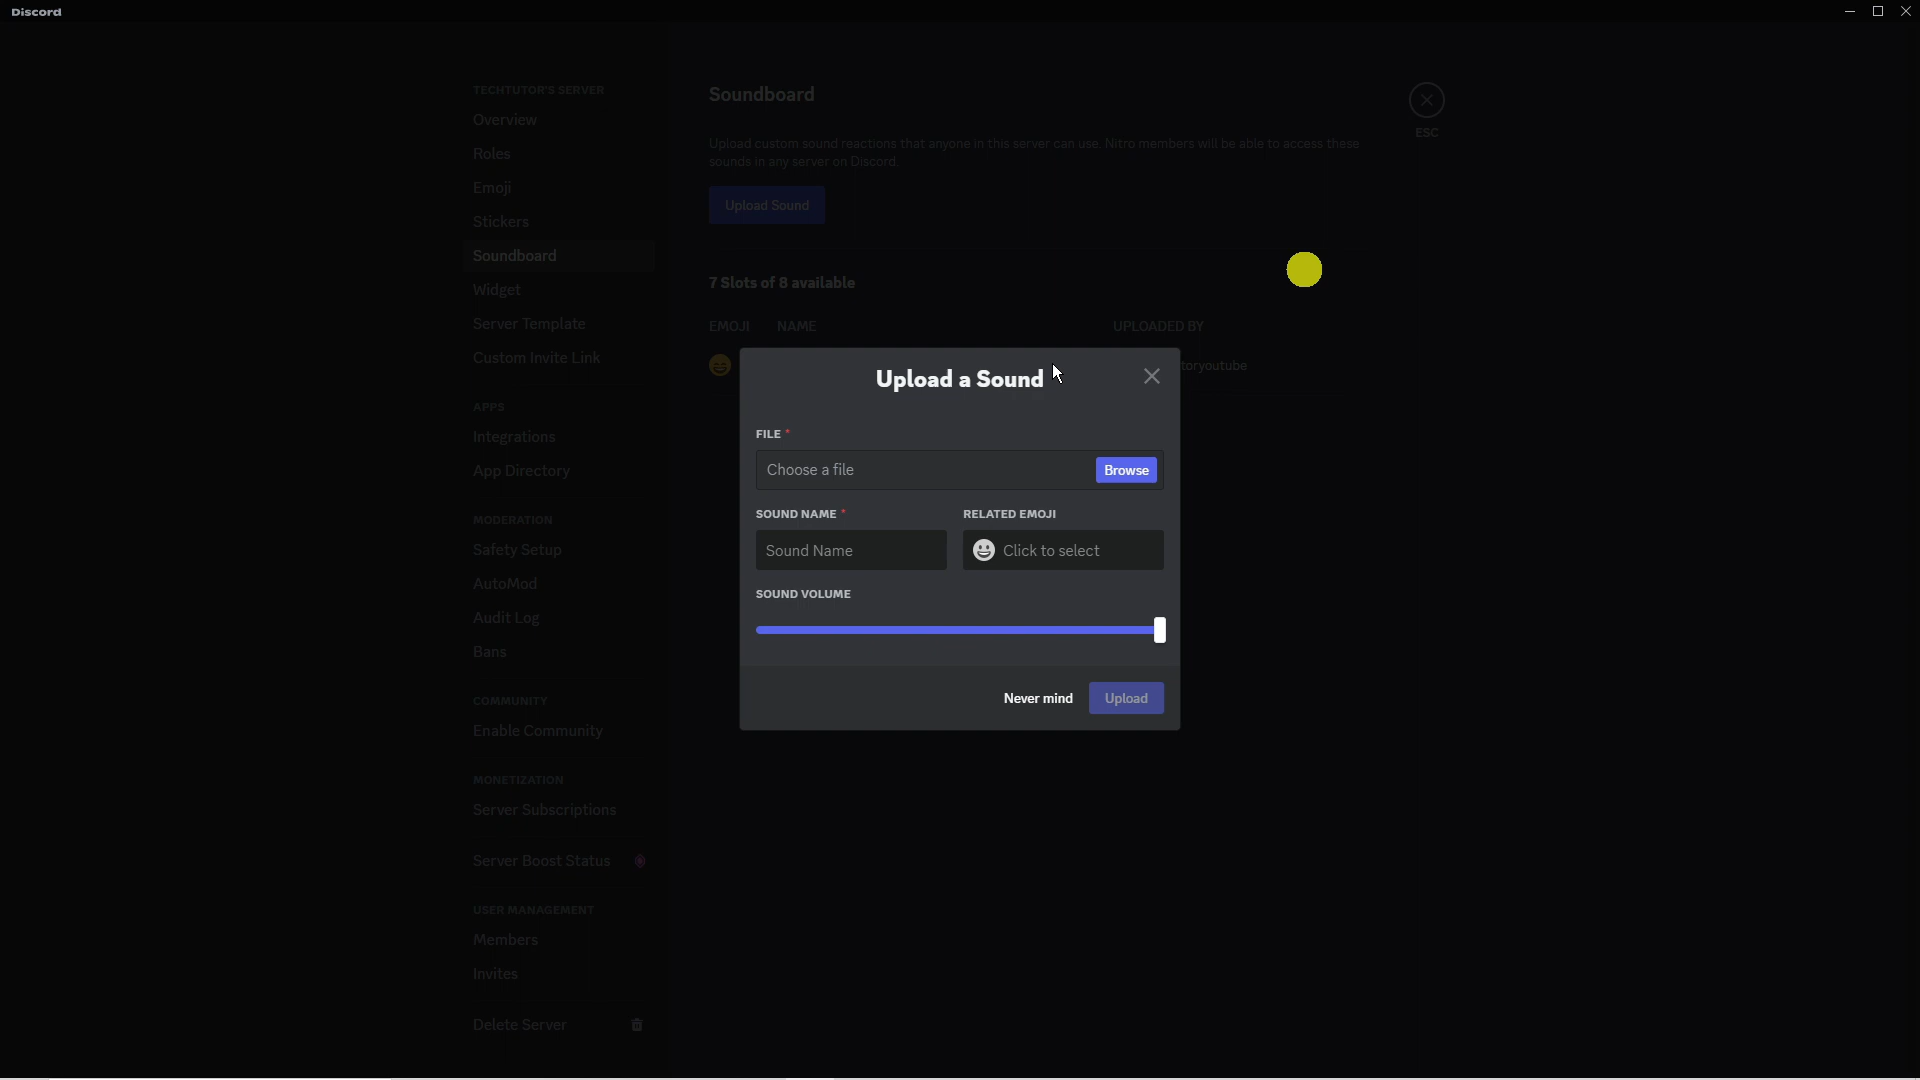 Discord
TECHTUTOR'S SERVER
Overview
Roles
Emoji
Stickers
Soundboard
Widget
Server Template
Custom Invite Link
APPS
Integrations
App Directory
MODERATION
Safety Setup
AutoMod
Audit Log
Bans
COMMUNITY
Enable Community
MONETIZATION
Server Subscriptions
Server Boost Status
USER MANAGEMENT
Members
Invites
Delete Server
Soundboard
ESC
Upload custom sound reactions that anyone in this server can use. Nitro members will be able to access these
sounds in any server on Discord.
Upload Sound
7 Slots of 8 available
EMOJI NAME UPLOADED BY
toryoutube
Upload a Sound
FILE *
Choose a file Browse
SOUND NAME * RELATED EMOJI
Sound Name Click to select
SOUND VOLUME
Never mind Upload